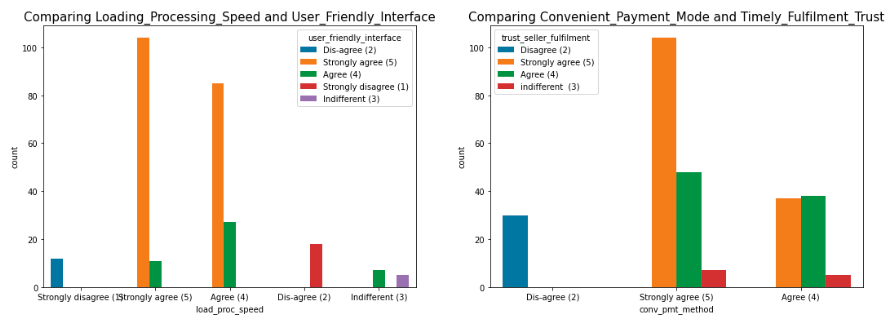 Comparing Loading_Processing_Speed and User_Friendly_Interface
user_friendly_interface
Dis-agree (2)
Strongly agree (5)
Agree (4)
Strongly disagree (1)
Indifferent (3)
count
100
80
60
40
20
0
Strongly disagree (1)
Strongly agree (5)
Agree (4)
Dis-agree (2)
Indifferent (3)
load_proc_speed
Comparing Convenient_Payment_Mode and Timely_Fulfilment_Trust
trust_seller_fulfilment
Disagree (2)
Strongly agree (5)
Agree (4)
indifferent  (3)
count
100
80
60
40
20
0
Dis-agree (2)
Strongly agree (5)
Agree (4)
conv_pmt_method